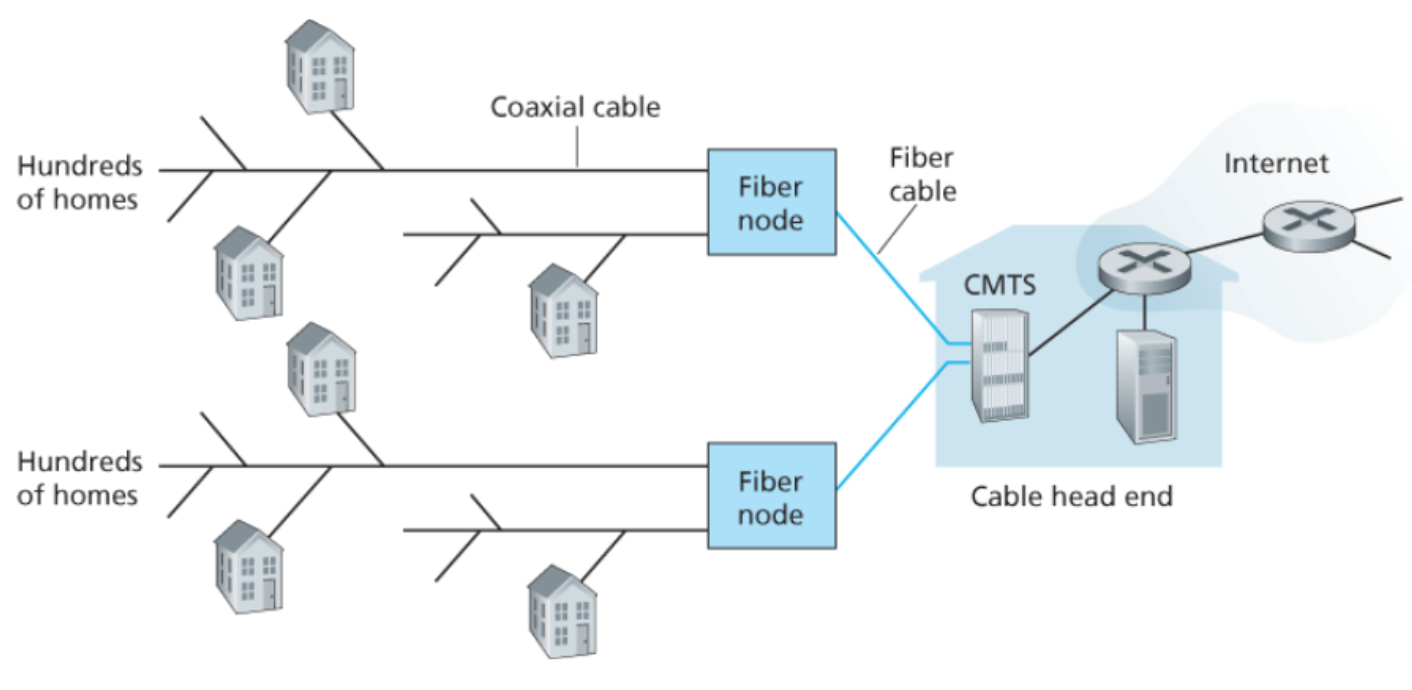 Coaxial cable
Hundreds
of homes
Fiber
node
Fiber
cable
Internet
CMTS
Hundreds
of homes
Fiber
node
Cable head end